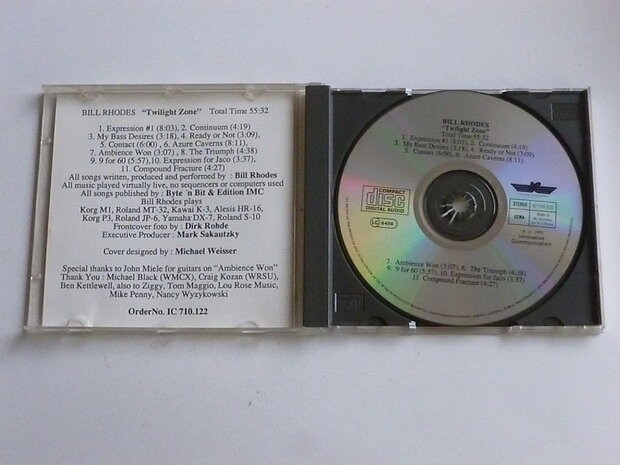 BILL RHODES "Twilight Zone" Total Time 55:32
1. Expression #1 (8:03), 2. Continuum (4:19)
3. My Bass Desires (3:18), 4. Ready or Not (3:09),
5. Contact (6:00) , 6. Azure Caverns (8:11),
7. Ambience Won (3:07) , 8. The Triumph (4:38)
9. 9 for 60 (5:57),10. Expression for Jaco (3:37),
11. Compound Fracture (4:27)
All songs written, produced and performed by : Bill Rhodes
All music played virtually live, no sequencers or computers used
All songs published by : Byte ´n Bit & Edition IMC
Bill Rhodes plays
Korg M1, Roland MT-32, Kawai K-3, Alesis HR-16,
Korg P3, Roland JP-6, Yamaha DX-7, Roland S-10
Frontcover foto by : Dirk Rohde
Executive Producer : Mark Sakautzky
Cover designed by : Michael Weisser
Special thanks to John Miele for guitars on "Ambience Won"
Thank You : Michael Black (WMCX), Craig Kozan (WRSU),
Ben Kettlewell, also to Ziggy, Tom Maggio, Lou Rose Music,
Mike Penny, Nancy Wyzykowski
OrderNo. IC 710.122
BILL RHODES
"Twilight Zone"
Total Time 55:32
1. Expression #1 (8:03), 2. Continuum (4:19)
3. My Bass Desires (3:18), 4. Ready or Not (3:09)
5. Contact (6:00), 6. Azure Caverns (8:11)
COMPACT
disc
DIGITAL AUDIO
LC 8450
STEREO IC 710.122
GEMA
Innovative
Communication
7. Ambience Won (3:07), 8. The Triumph (4:38)
9. 9 for 60 (5:37), 10. Expression for Jaco (3:37)
11. Compound Fracture (4:27)